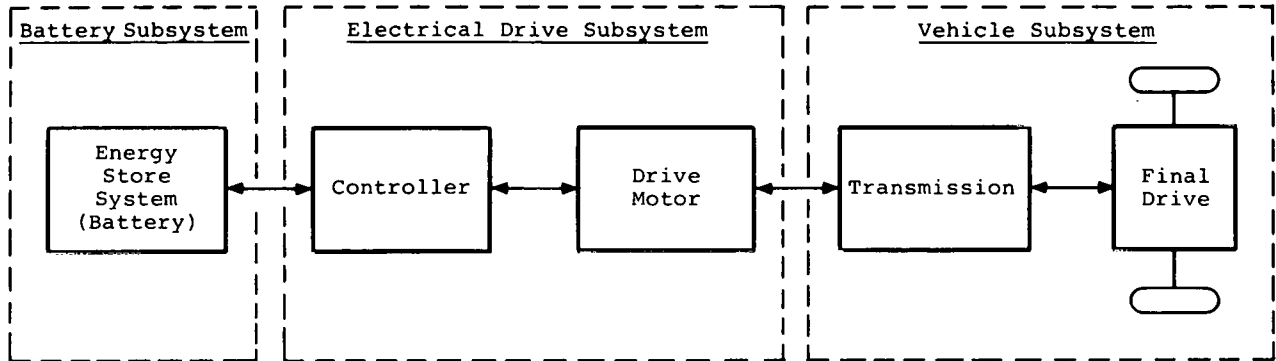 Battery Subsystem
Electrical Drive Subsystem
Vehicle Subsystem
Energy
Store
System
(Battery)
Controller
Drive
Motor
Transmission
Final
Drive